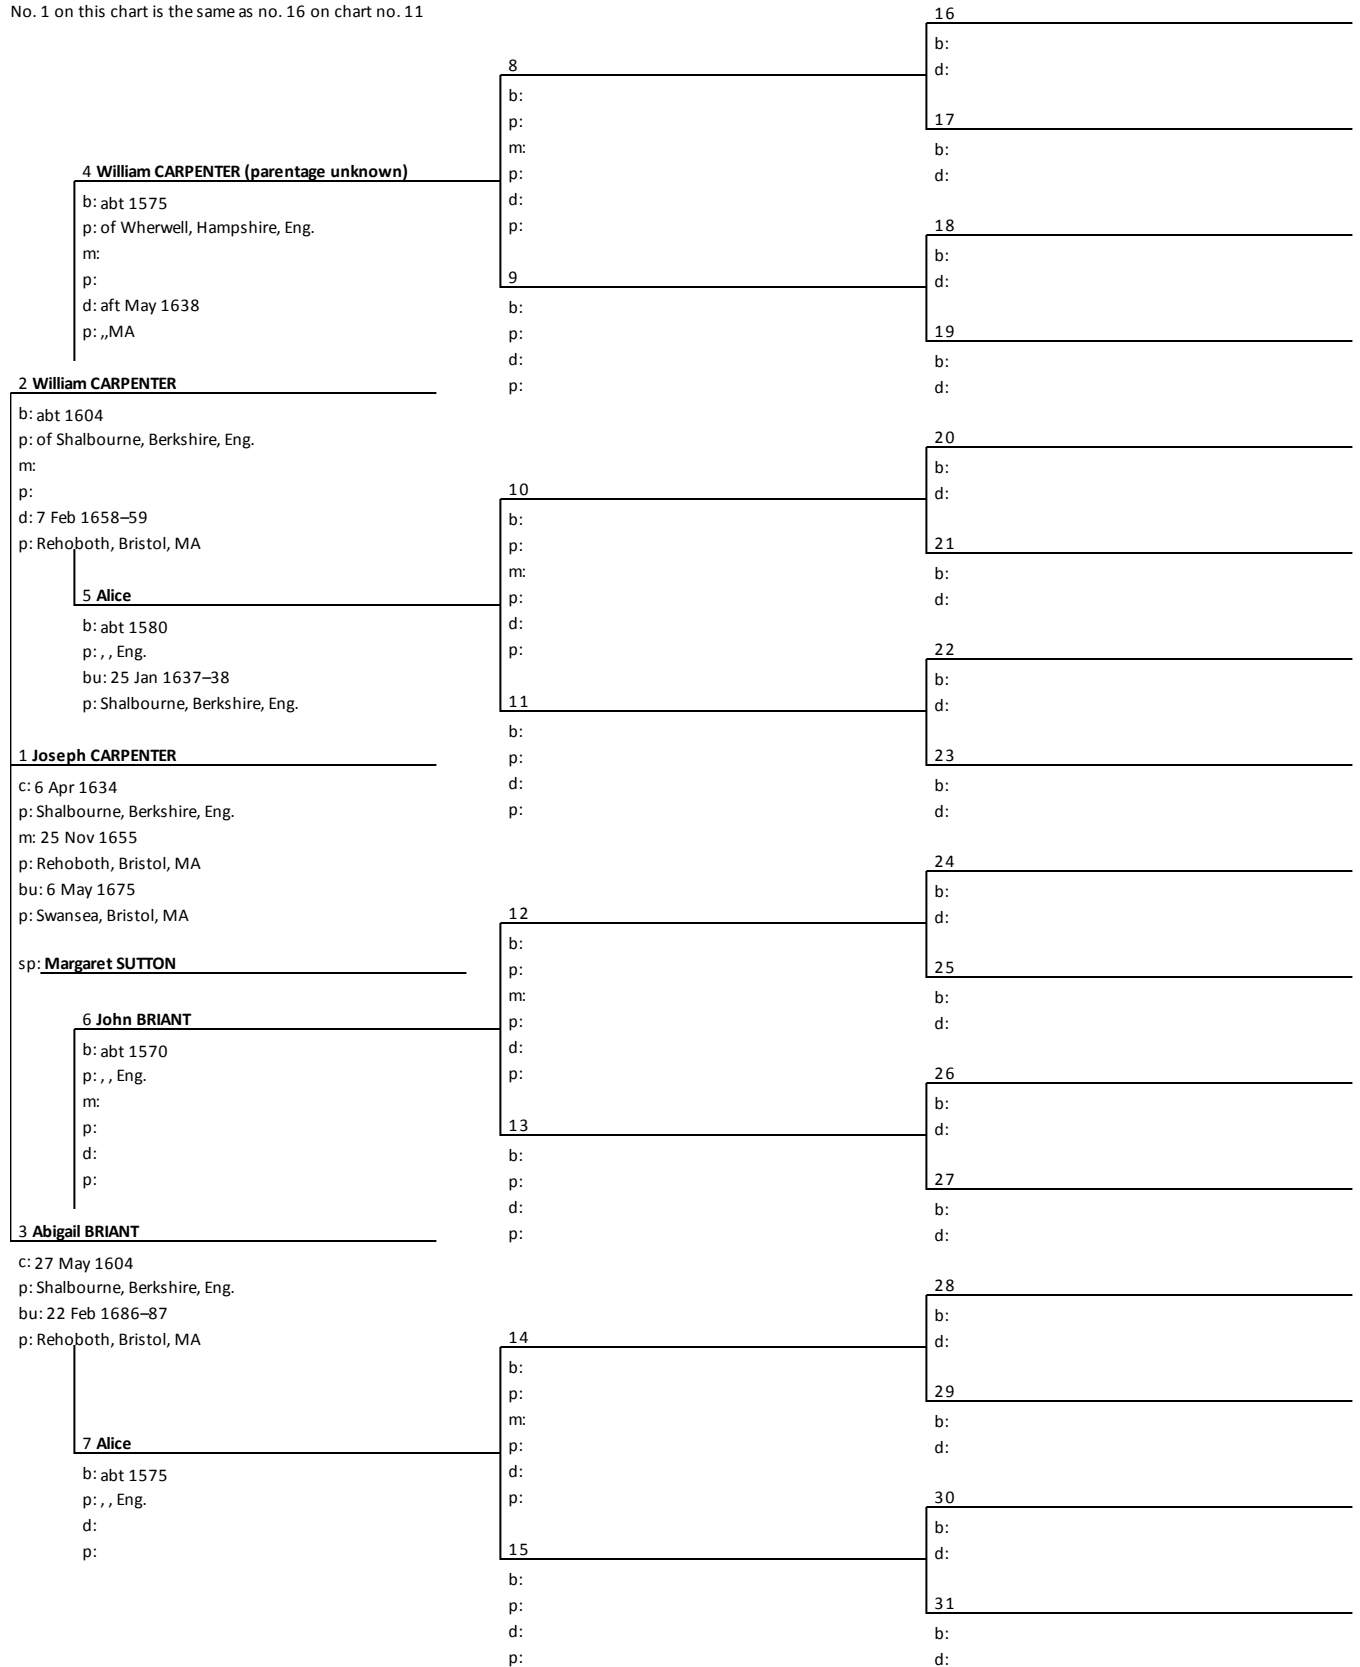 No. 1 on this chart is the same as no. 16 on chart no. 11
4 William CARPENTER (parentage unknown)
b: abt 1575
p: of Wherwell, Hampshire, Eng.
m:
p:
d: aft May 1638
p: ,,MA
2 William CARPENTER
b: abt 1604
p: of Shalbourne, Berkshire, Eng.
m:
p:
d: 7 Feb 1658–59
p: Rehoboth, Bristol, MA
5 Alice
b: abt 1580
p: , , Eng.
bu: 25 Jan 1637–38
p: Shalbourne, Berkshire, Eng.
1 Joseph CARPENTER
c: 6 Apr 1634
p: Shalbourne, Berkshire, Eng.
m: 25 Nov 1655
p: Rehoboth, Bristol, MA
bu: 6 May 1675
p: Swansea, Bristol, MA
sp: Margaret SUTTON
6 John BRIANT
b: abt 1570
p: , , Eng.
m:
p:
d:
p:
3 Abigail BRIANT
c: 27 May 1604
p: Shalbourne, Berkshire, Eng.
bu: 22 Feb 1686–87
p: Rehoboth, Bristol, MA
7 Alice
b: abt 1575
p: , , Eng.
d:
p:
8
b:
p:
m:
p:
d:
p:
9
b:
p:
d:
p:
10
b:
p:
m:
p:
d:
p:
11
b:
p:
d:
p:
12
b:
p:
m:
p:
d:
p:
13
b:
p:
d:
p:
14
b:
p:
m:
p:
d:
p:
15
b:
p:
d:
p:
16
b:
d:
17
b:
d:
18
b:
d:
19
b:
d:
20
b:
d:
21
b:
d:
22
b:
d:
23
b:
d:
24
b:
d:
25
b:
d:
26
b:
d:
27
b:
d:
28
b:
d:
29
b:
d:
30
b:
d:
31
b:
d: